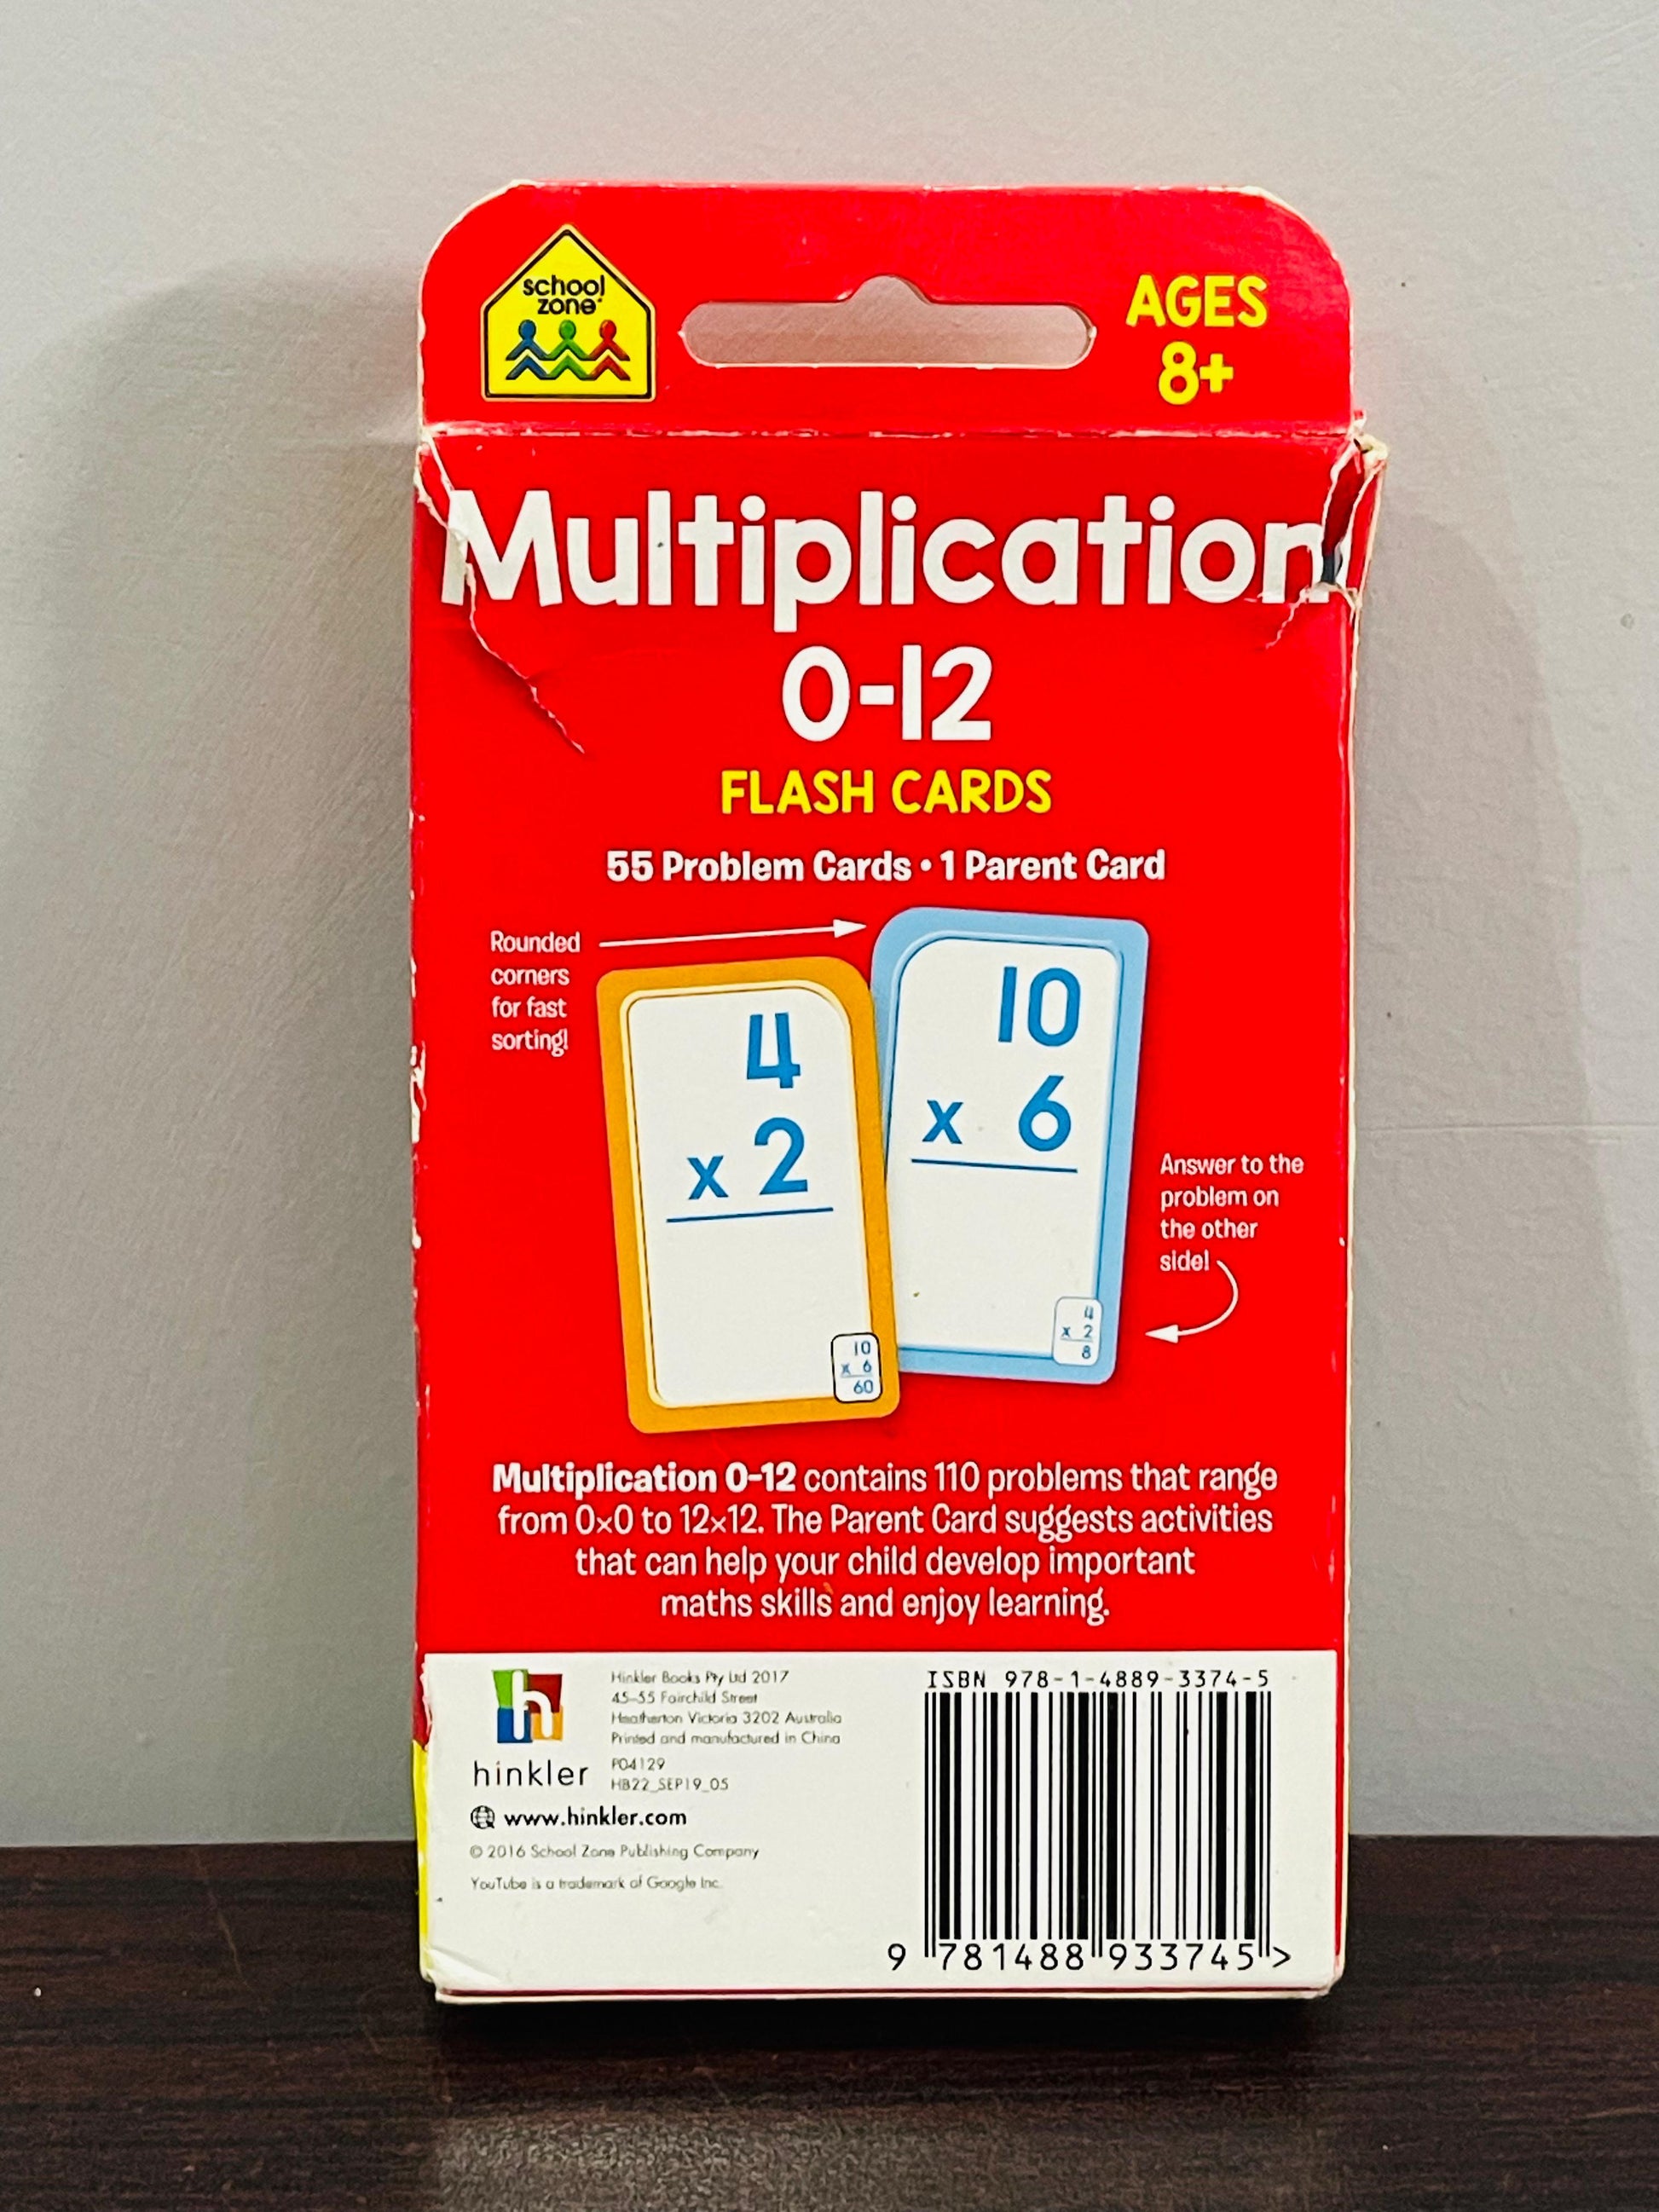 school
zone
AGES
8+
Multiplication
0-12
FLASH CARDS
55 Problem Cards • 1 Parent Card
Rounded
corners
for fast
sorting!
4
x 2
10
x 6
60
10
x 6
4
x 2
8
Answer to the
problem on
the other
side!
Multiplication 0-12 contains 110 problems that range
from 0x0 to 12x12. The Parent Card suggests activities
that can help your child develop important
maths skills and enjoy learning.
hinkler
www.hinkler.com
Hinkler Books Pty Ltd 2017
45–55 Fairchild Street
Heatherton Victoria 3202 Australia
Printed and manufactured in China
P04129
HB22_SEP19_05
© 2016 School Zone Publishing Company
YouTube is a trademark of Google Inc.
ISBN 978-1-4889-3374-5
9 781488 933745 >